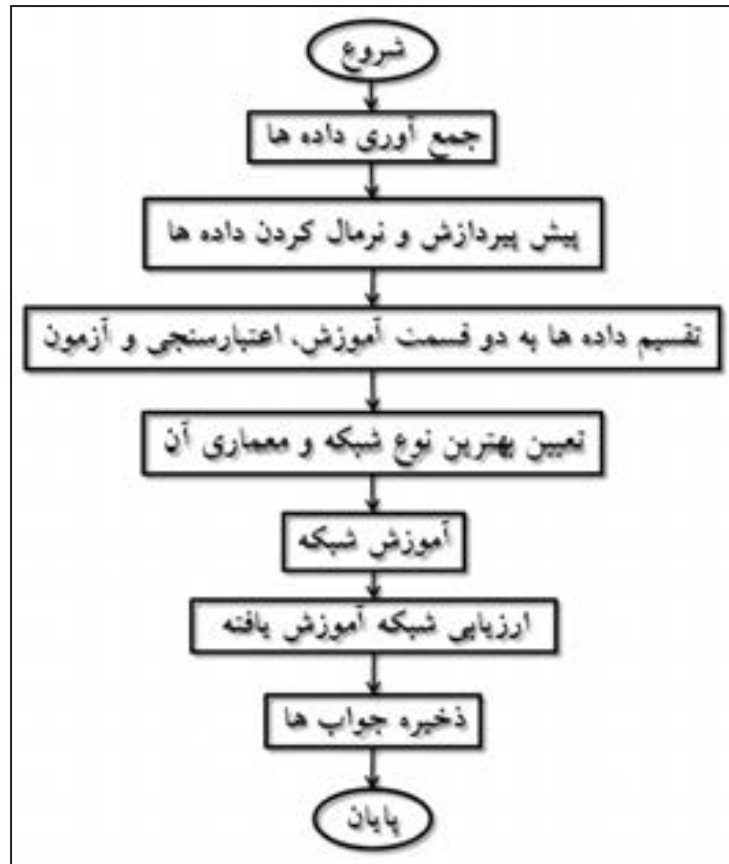 شروع
جمع آوری داده ها
پیش پیردازش و نرمال کردن داده ها
تقسیم داده ها به دو قسمت آموزش، اعتبارسنجی و آزمون
تعیین بهترین نوع شبکه و معماری آن
آموزش شبکه
ارزیابی شبکه آموزش یافته
ذخیره جواب ها
پایان